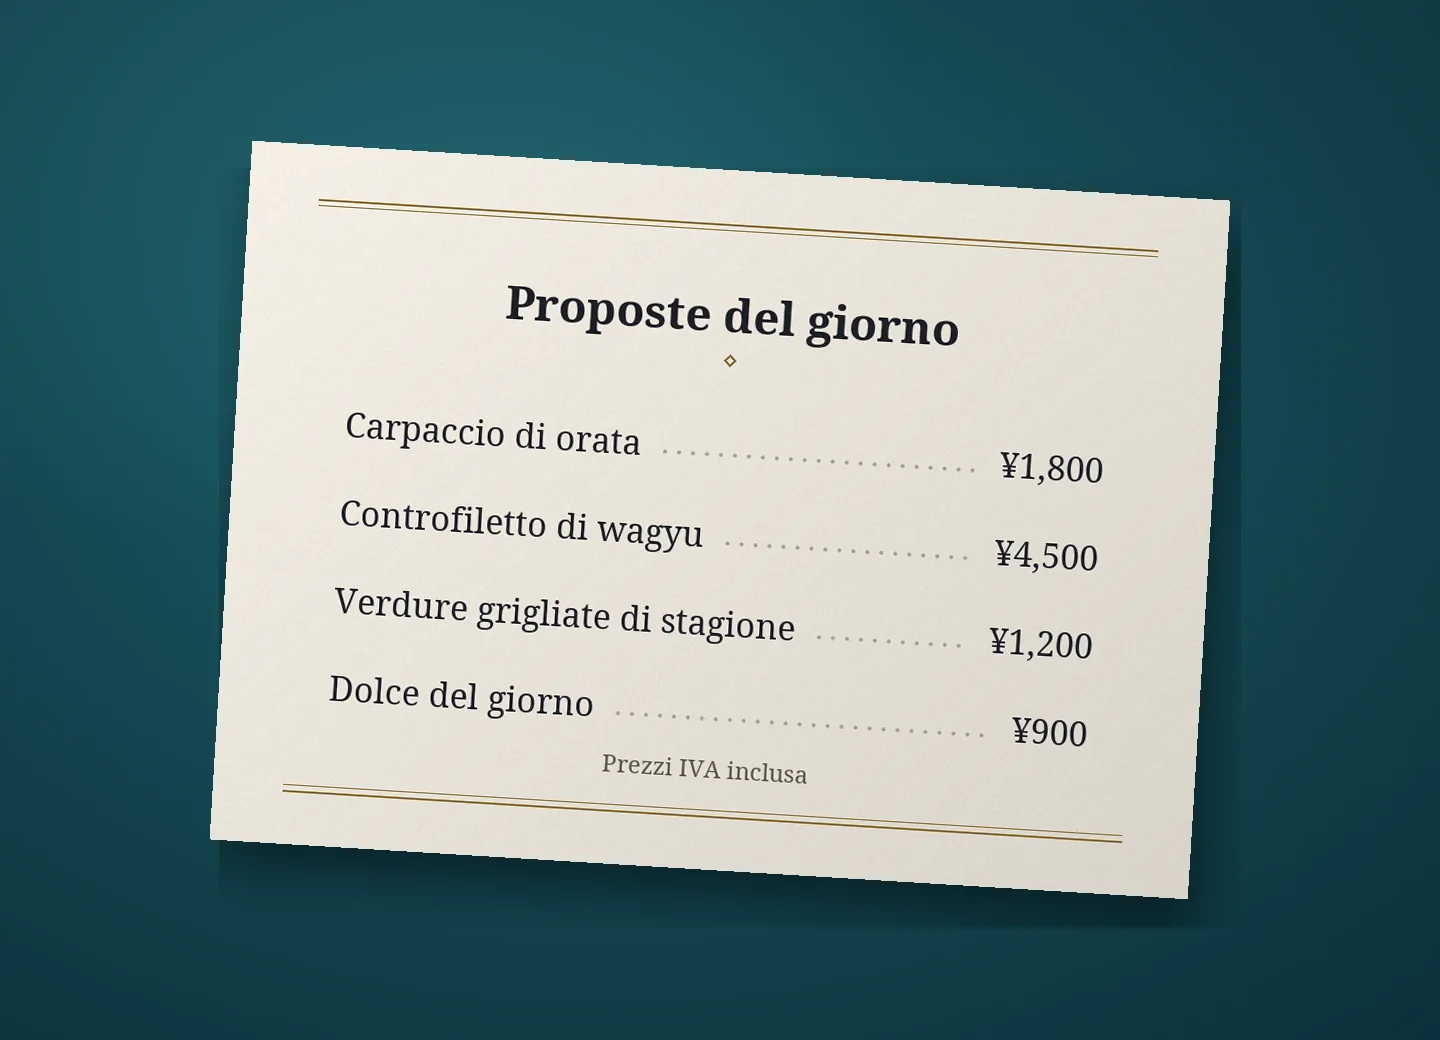 Proposte del giorno
Carpaccio di orata ¥1,800
Controfiletto di wagyu ¥4,500
Verdure grigliate di stagione ¥1,200
Dolce del giorno ¥900
Prezzi IVA inclusa